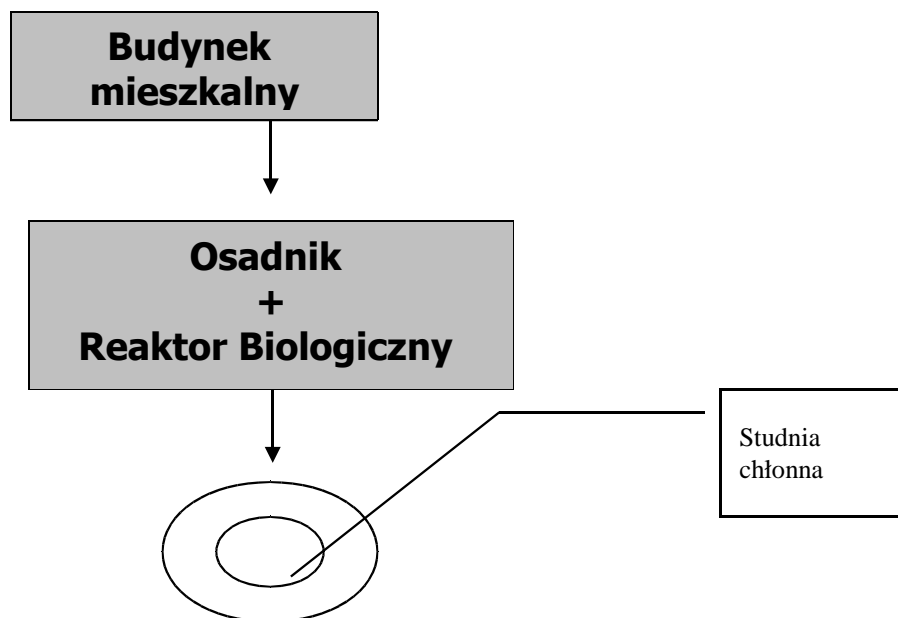 Budynek
mieszkalny
Osadnik
+
Reaktor Biologiczny
Studnia
chłonna